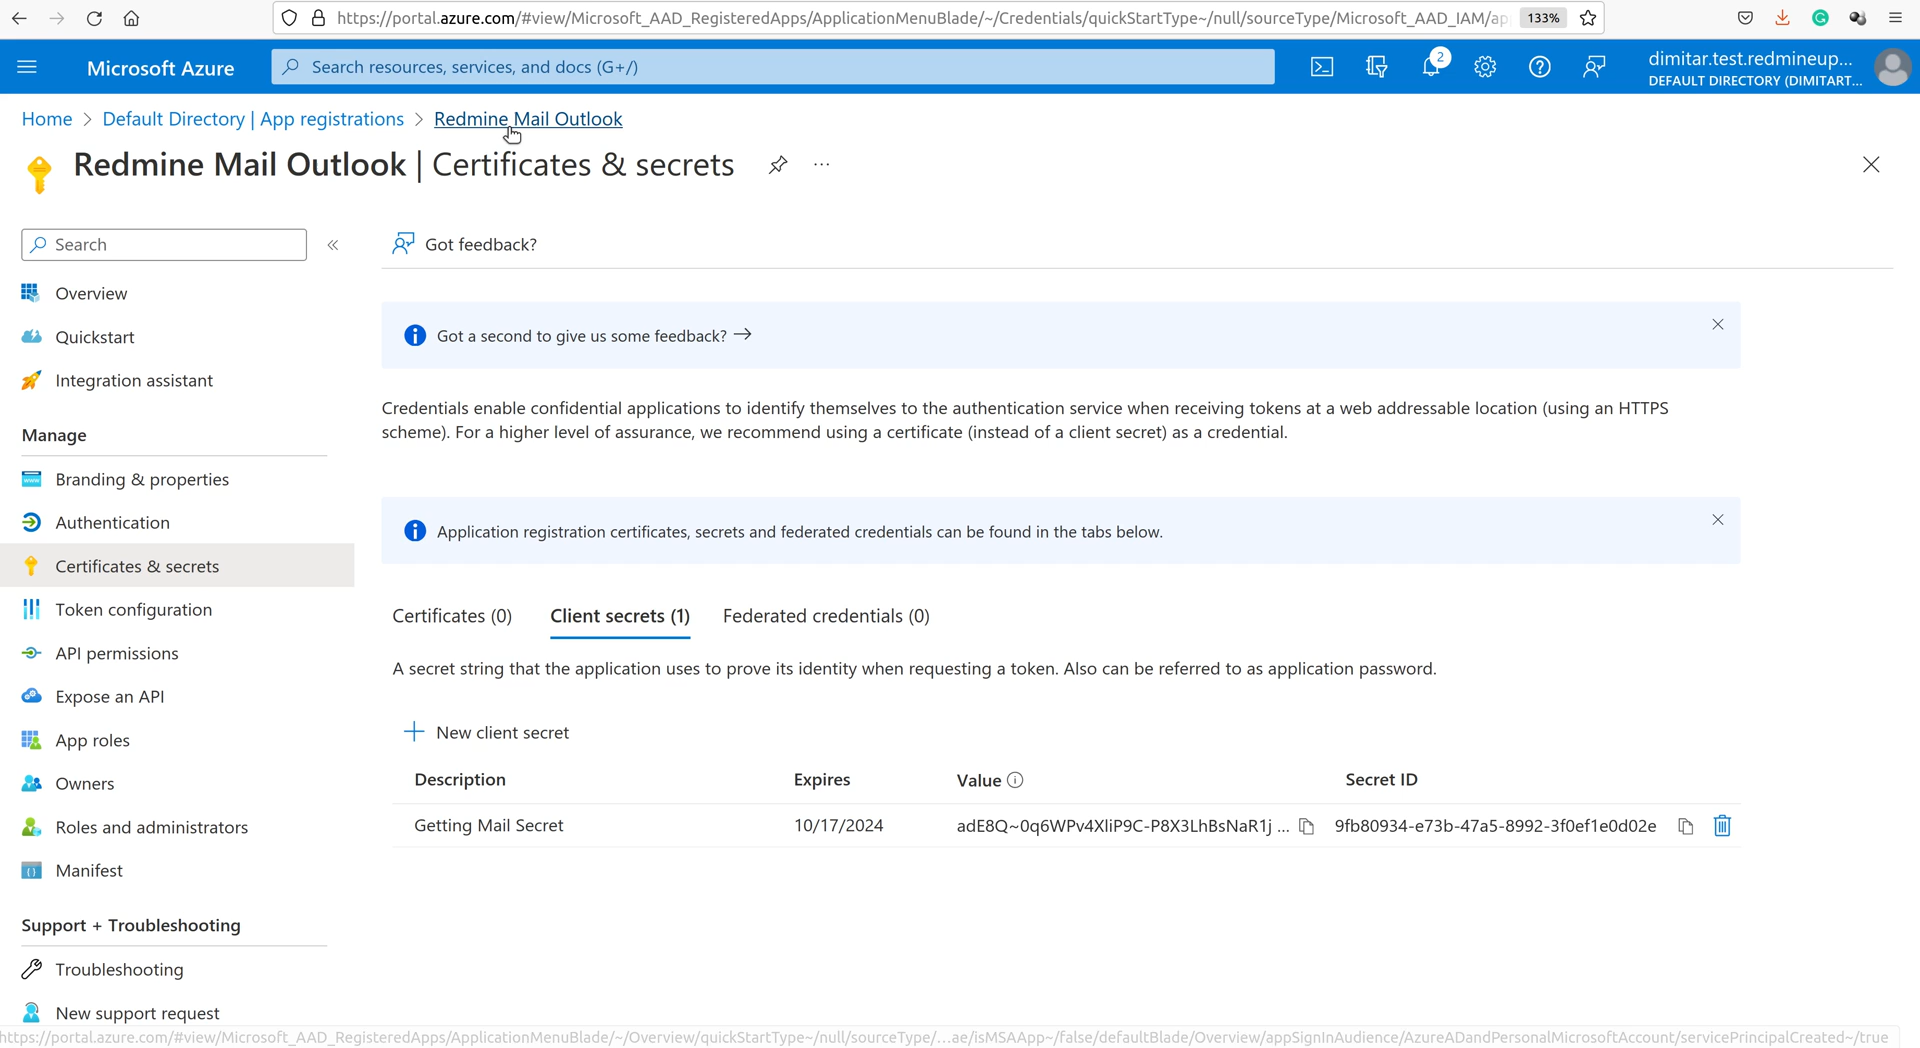 https://portal.azure.com/#view/Microsoft_AAD_RegisteredApps/ApplicationMenuBlade/~/Credentials/quickStartType~/null/sourceType/Microsoft_AAD_IAM/ap
133%
Microsoft Azure
Search resources, services, and docs (G+/)
2
dimitar.test.redmineup...
DEFAULT DIRECTORY (DIMITART...
Home > Default Directory | App registrations > Redmine Mail Outlook
Redmine Mail Outlook | Certificates & secrets
...
Search
«
Got feedback?
Overview
Quickstart
Integration assistant
Manage
Branding & properties
Authentication
Certificates & secrets
Token configuration
API permissions
Expose an API
App roles
Owners
Roles and administrators
Manifest
Support + Troubleshooting
Troubleshooting
New support request
Got a second to give us some feedback? →
Credentials enable confidential applications to identify themselves to the authentication service when receiving tokens at a web addressable location (using an HTTPS
scheme). For a higher level of assurance, we recommend using a certificate (instead of a client secret) as a credential.
Application registration certificates, secrets and federated credentials can be found in the tabs below.
Certificates (0) Client secrets (1) Federated credentials (0)
A secret string that the application uses to prove its identity when requesting a token. Also can be referred to as application password.
New client secret
Description Expires Value Secret ID
Getting Mail Secret 10/17/2024 adE8Q~0q6WPv4XliP9C-P8X3LhBsNaR1j ... 9fb80934-e73b-47a5-8992-3f0ef1e0d02e
https://portal.azure.com/#view/Microsoft_AAD_RegisteredApps/ApplicationMenuBlade/~/Overview/quickStartType~/null/sourceType/...ae/isMSAApp~/false/defaultBlade/Overview/appSignInAudience/AzureADandPersonalMicrosoftAccount/servicePrincipalCreated~/true